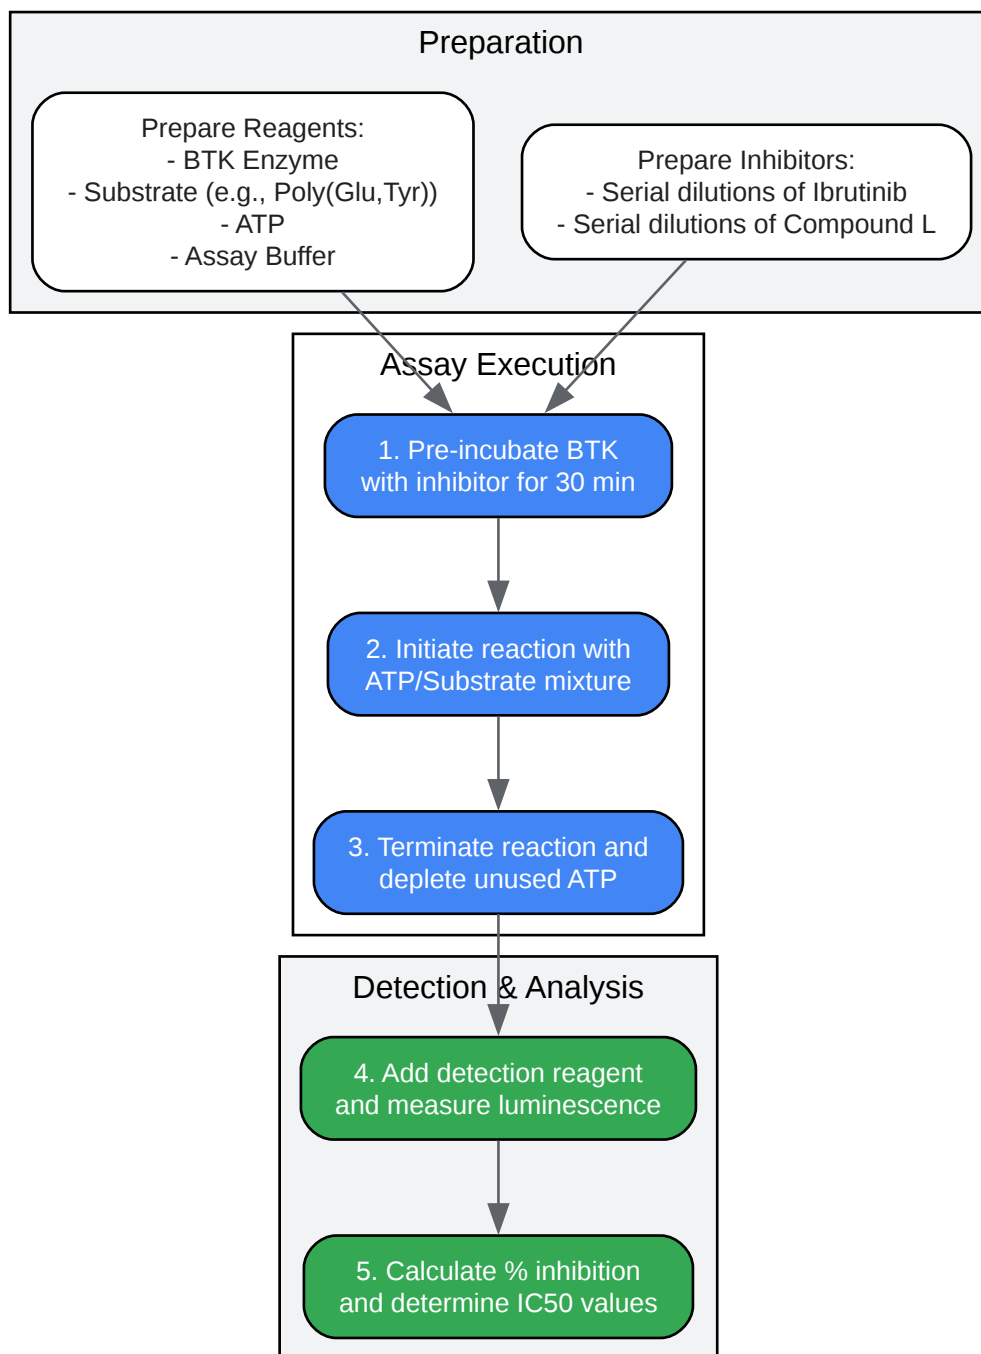 Preparation
Prepare Reagents:
- BTK Enzyme
- Substrate (e.g., Poly(Glu,Tyr))
- ATP
- Assay Buffer
Prepare Inhibitors:
- Serial dilutions of Ibrutinib
- Serial dilutions of Compound L
Assay Execution
1. Pre-incubate BTK
with inhibitor for 30 min
2. Initiate reaction with
ATP/Substrate mixture
3. Terminate reaction and
deplete unused ATP
Detection & Analysis
4. Add detection reagent
and measure luminescence
5. Calculate % inhibition
and determine IC50 values